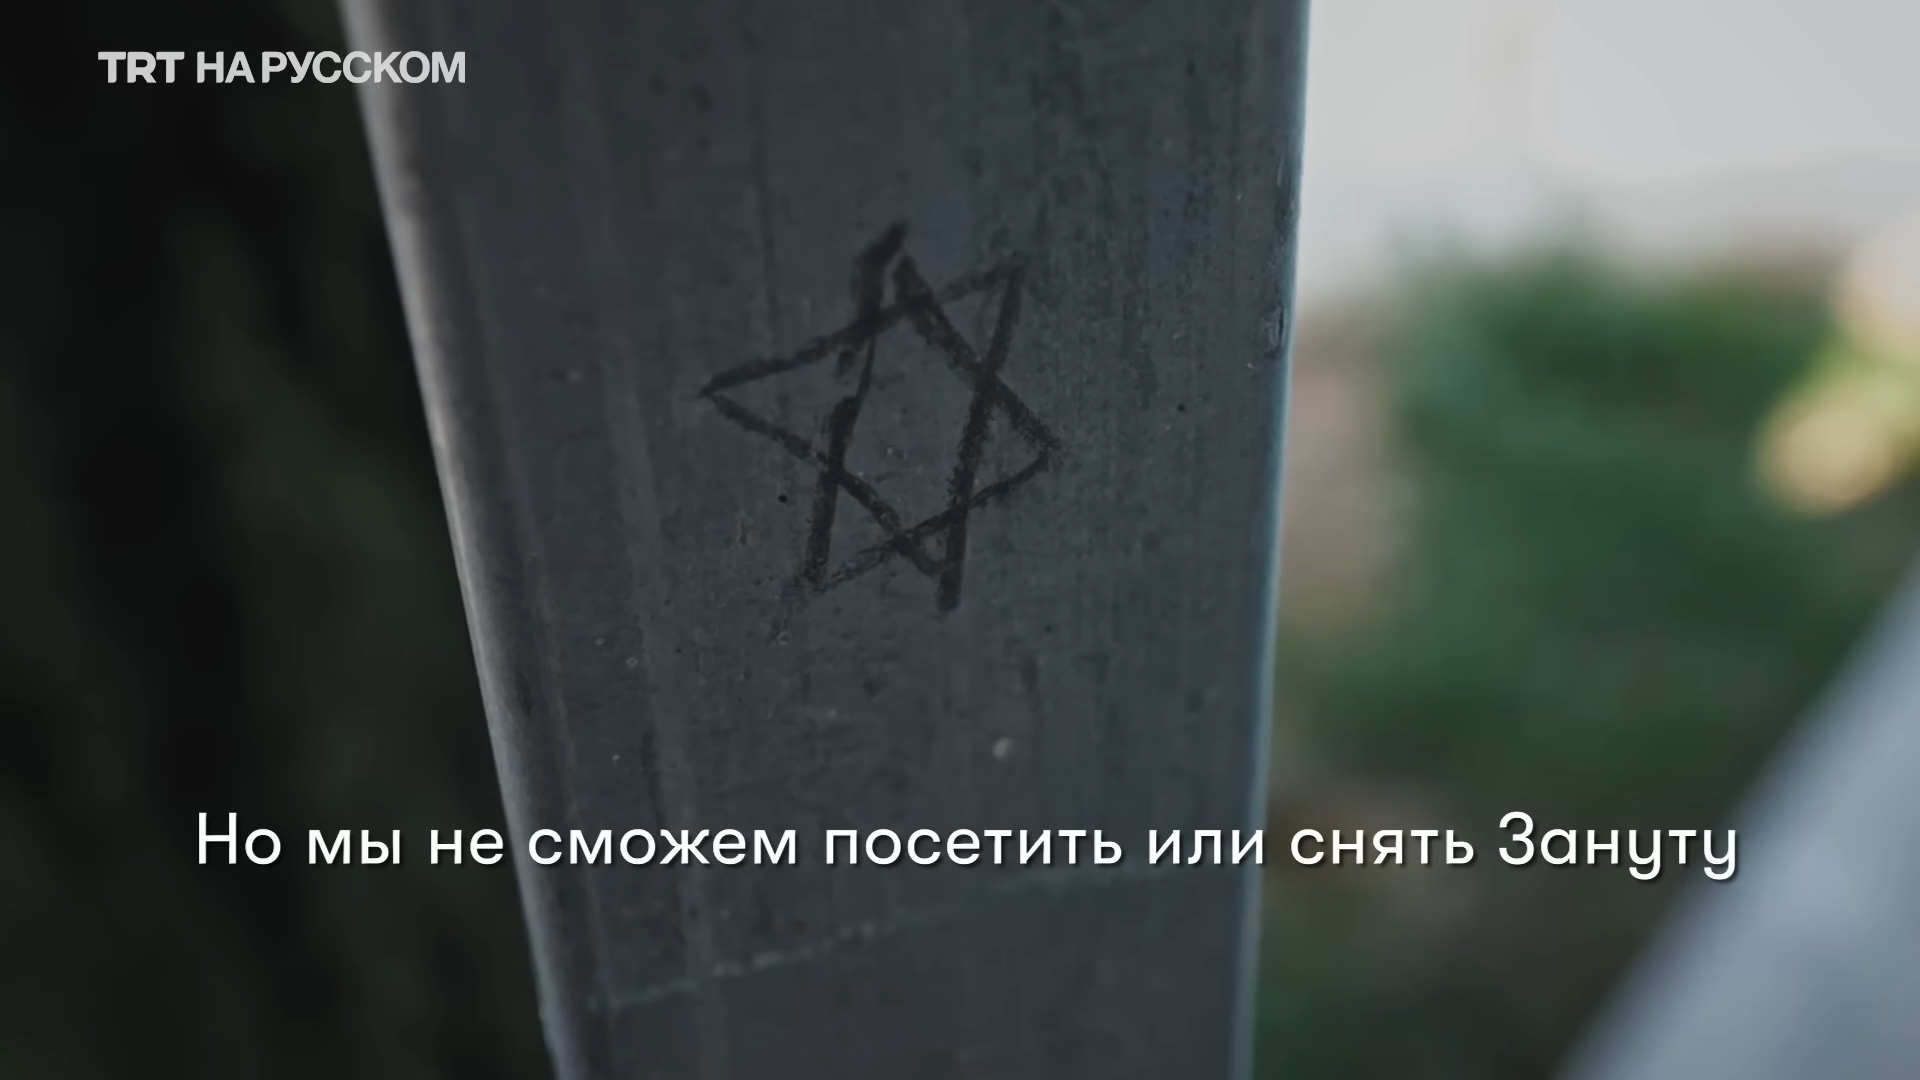 TRT НА РУССКОМ
Но мы не сможем посетить или снять Зануту